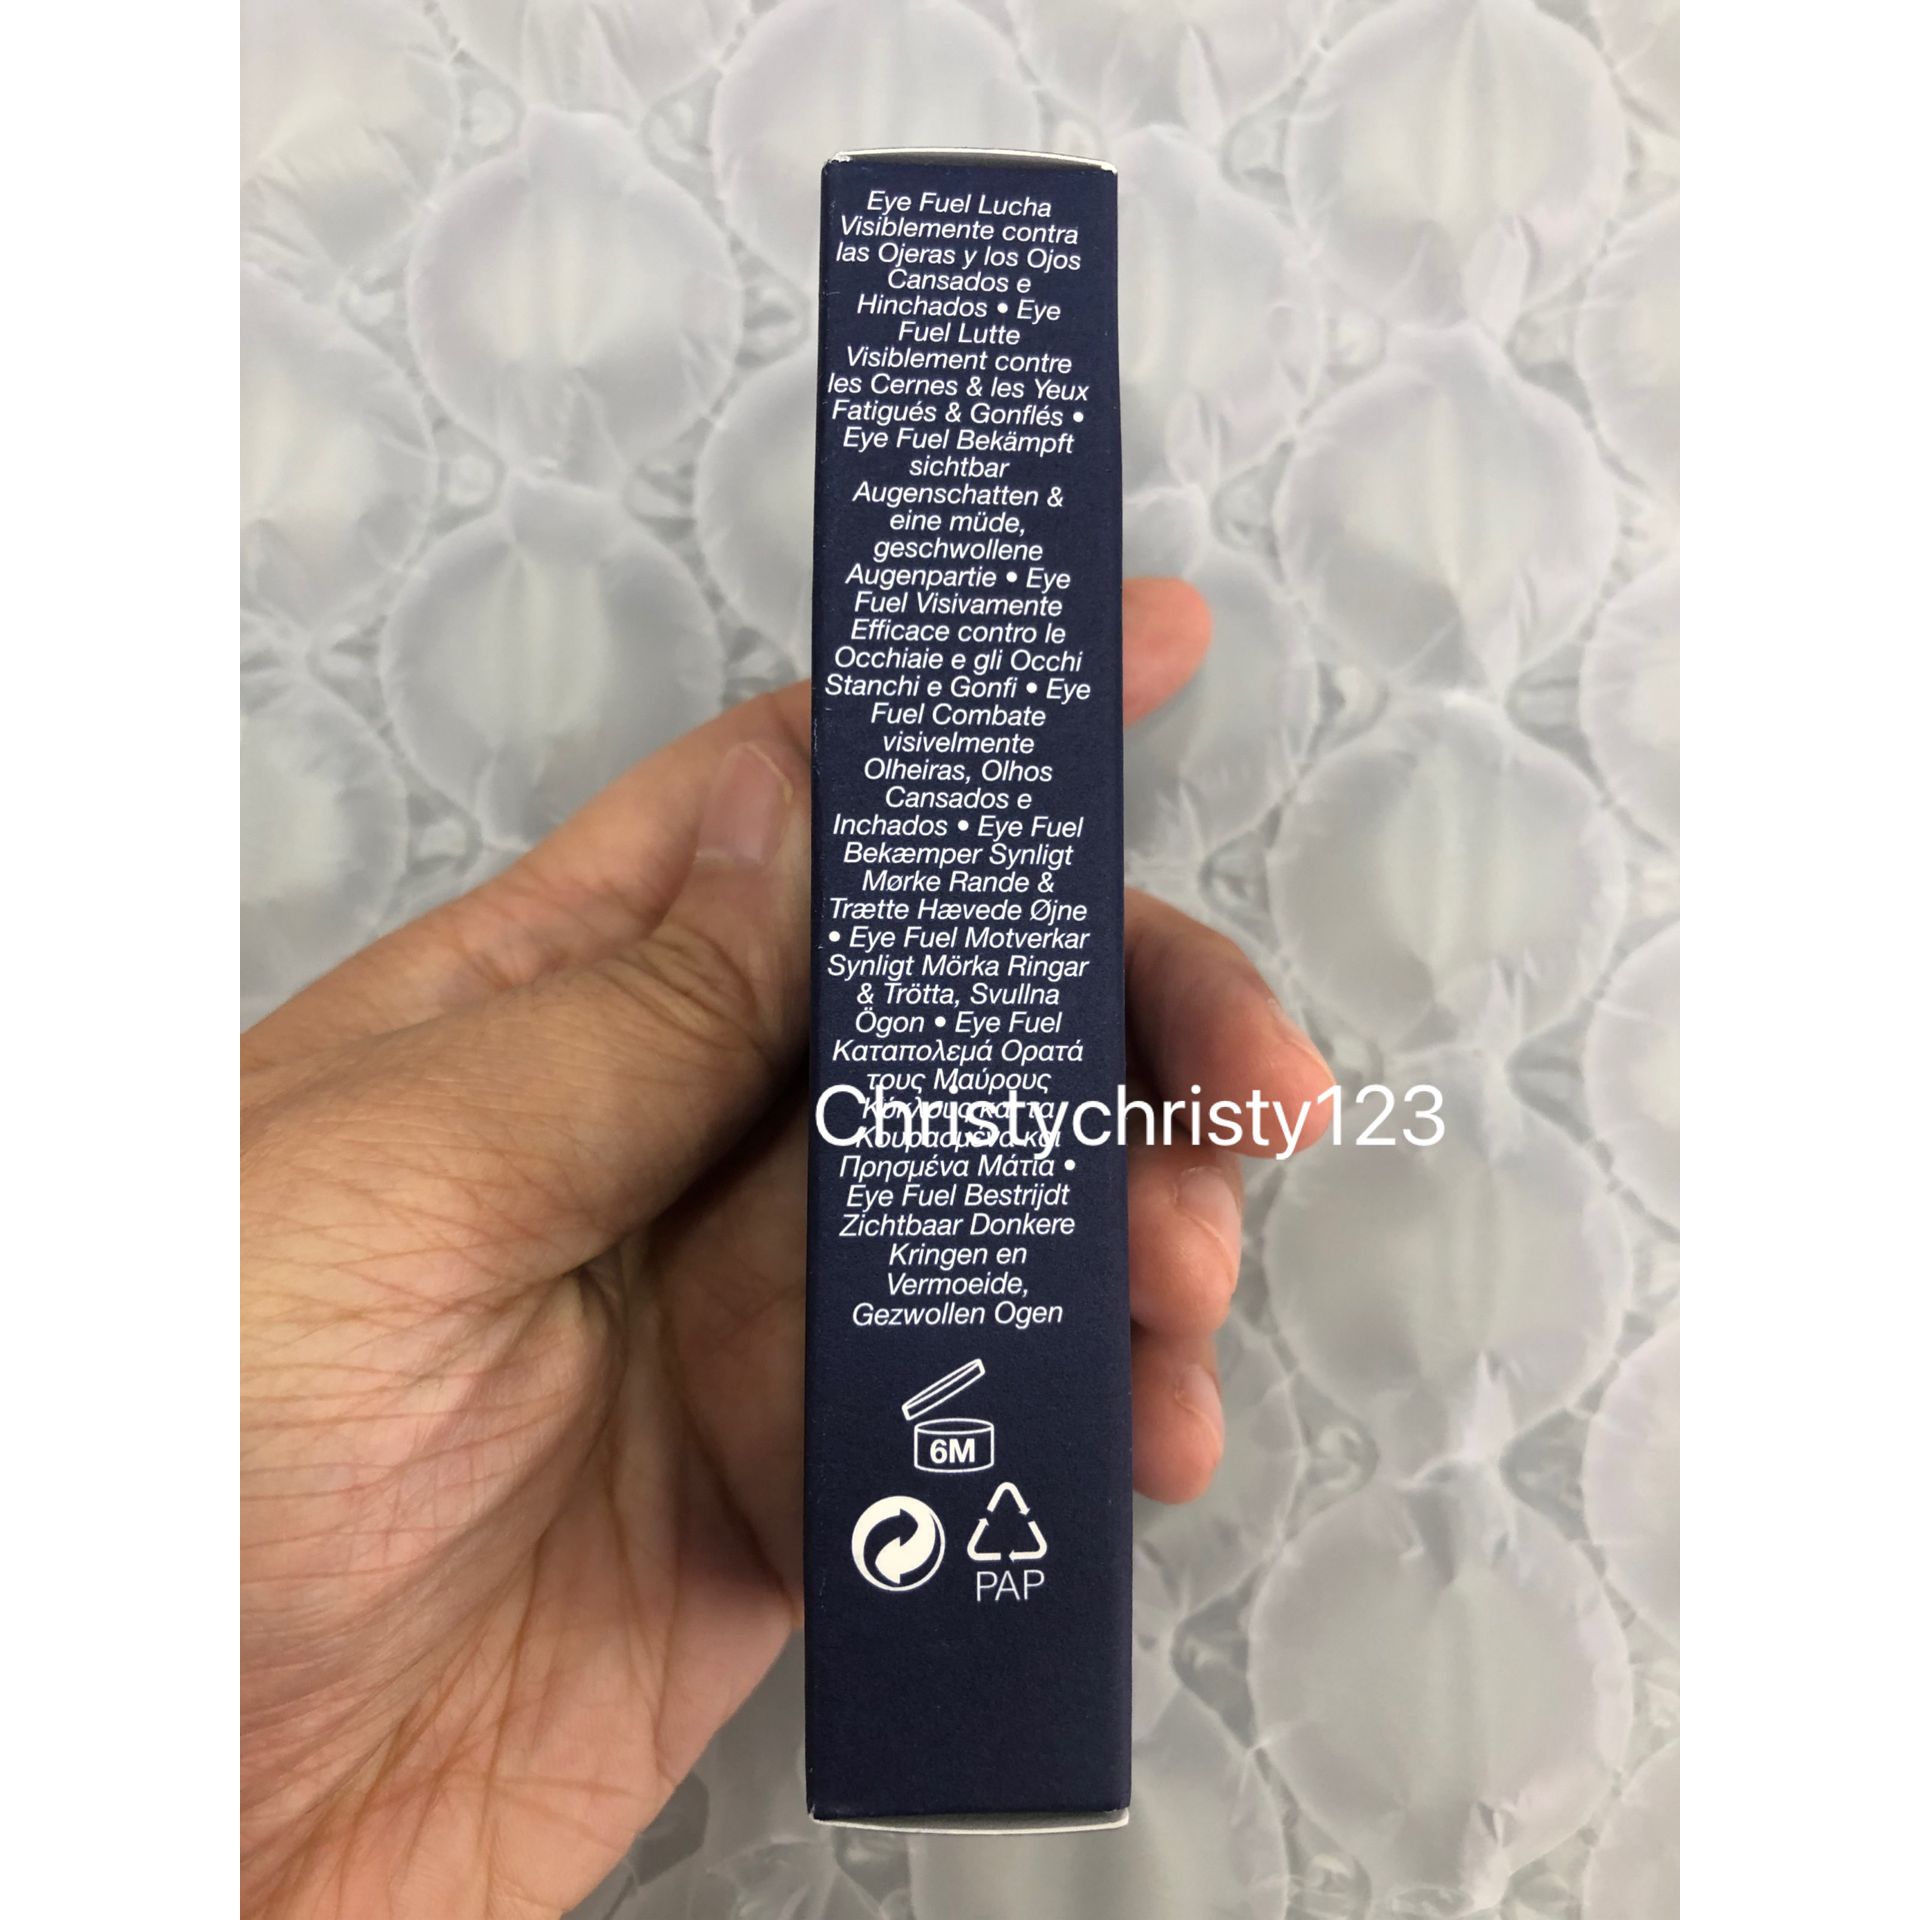 Eye Fuel Lucha
Visiblemente contra
las Ojeras y los Ojos
Cansados e
Hinchados • Eye
Fuel Lutte
Visiblement contre
les Cernes & les Yeux
Fatigués & Gonflés •
Eye Fuel Bekämpft
sichtbar
Augenschatten &
eine müde,
geschwollene
Augenpartie • Eye
Fuel Visivamente
Efficace contro le
Occhiaie e gli Occhi
Stanchi e Gonfi • Eye
Fuel Combate
visivelmente
Olheiras, Olhos
Cansados e
Inchados • Eye Fuel
Bekæmper Synligt
Mørke Rande &
Trætte Hævede Øjne
• Eye Fuel Motverkar
Synligt Mörka Ringar
& Trötta, Svullna
Ögon • Eye Fuel
Καταπολεμά Ορατά
τους Μαύρους
Christychristy123
Κουρασμένα και
Πρησμένα Μάτια •
Eye Fuel Bestrijdt
Zichtbaar Donkere
Kringen en
Vermoeide,
Gezwollen Ogen
6M
PAP